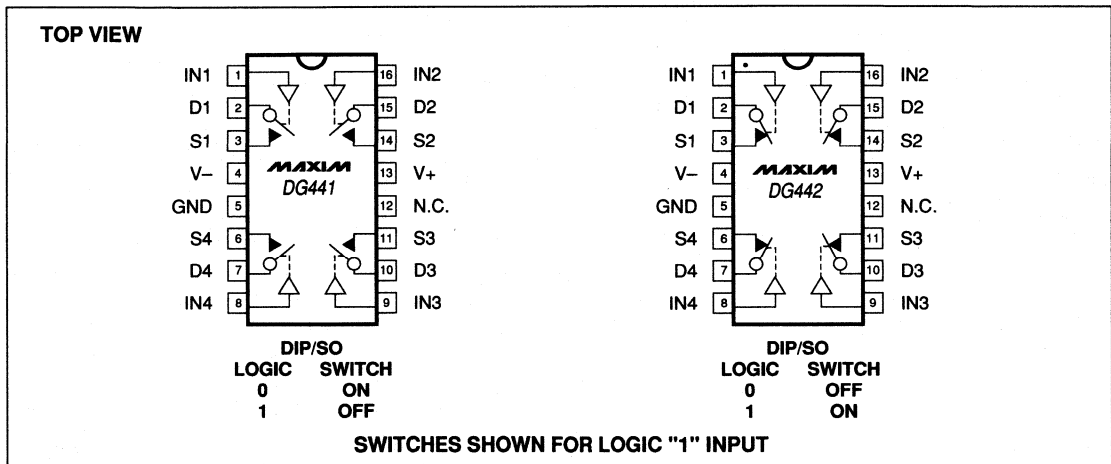 TOP VIEW
IN1 1 16 IN2
D1 2 15 D2
S1 3 14 S2
V– 4 13 V+
GND 5 12 N.C.
S4 6 11 S3
D4 7 10 D3
IN4 8 9 IN3
MAXIM
DG441
DIP/SO
LOGIC SWITCH
0 ON
1 OFF
IN1 1 16 IN2
D1 2 15 D2
S1 3 14 S2
V– 4 13 V+
GND 5 12 N.C.
S4 6 11 S3
D4 7 10 D3
IN4 8 9 IN3
MAXIM
DG442
DIP/SO
LOGIC SWITCH
0 OFF
1 ON
SWITCHES SHOWN FOR LOGIC "1" INPUT